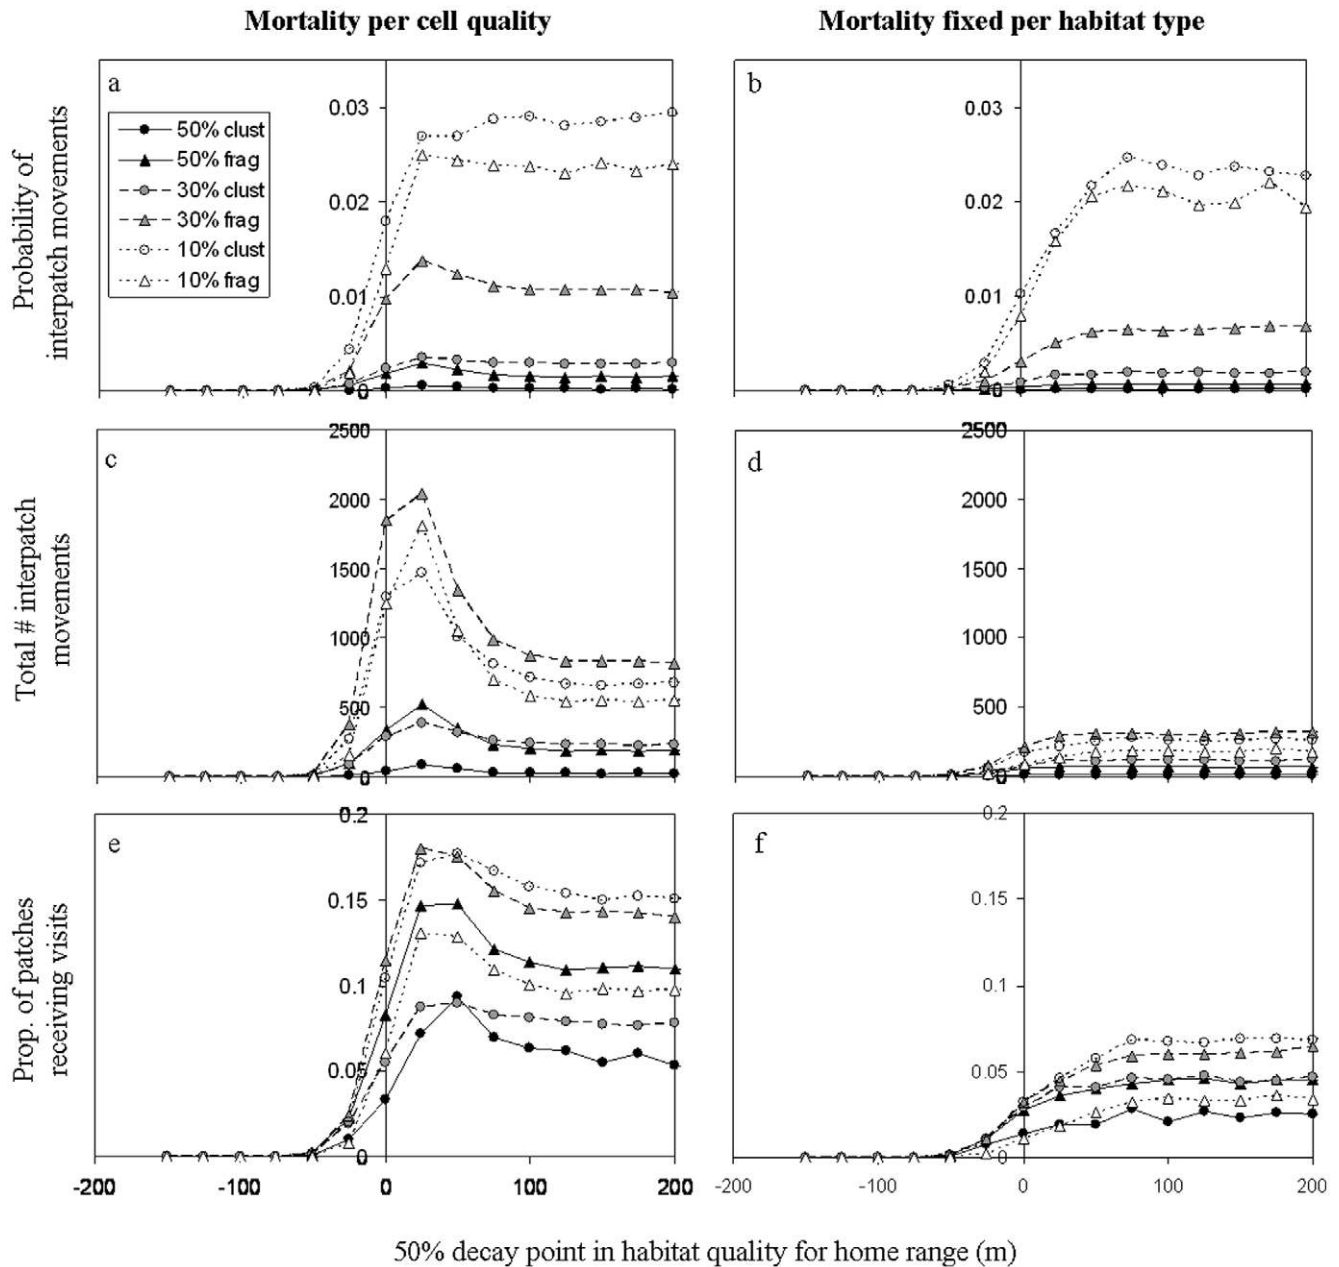 Mortality per cell quality
Mortality fixed per habitat type
Probability of
interpatch movements
a
50% clust
50% frag
30% clust
30% frag
10% clust
10% frag
0.03
0.02
0.01
0
b
0.03
0.02
0.01
0
Total # interpatch
movements
c
2500
2000
1500
1000
500
0
d
2500
2000
1500
1000
500
0
Prop. of patches
receiving visits
e
0.2
0.15
0.1
0.05
0
-200
-100
0
100
200
f
0.2
0.15
0.1
0.05
0
-200
-100
0
100
200
50% decay point in habitat quality for home range (m)